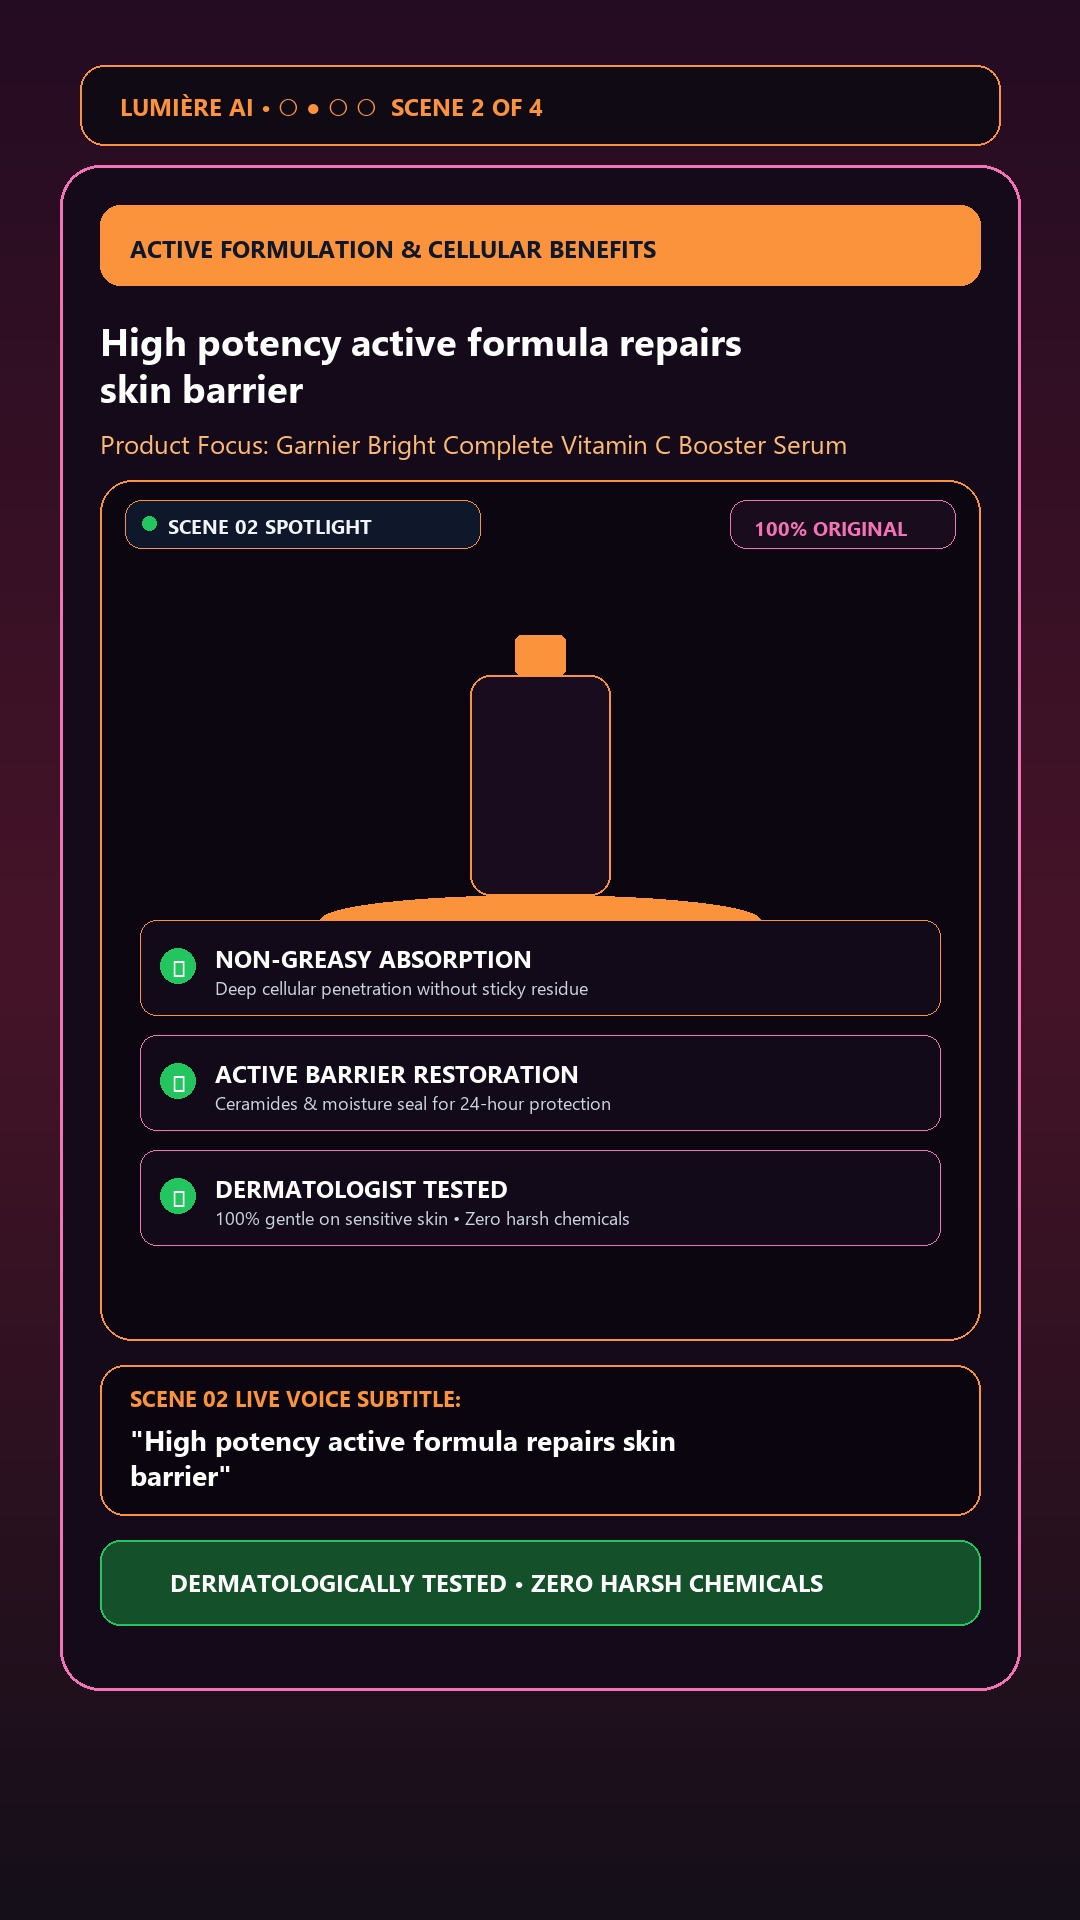 LUMIÈRE AI • ○ ● ○ ○ SCENE 2 OF 4
ACTIVE FORMULATION & CELLULAR BENEFITS
High potency active formula repairs
skin barrier
Product Focus: Garnier Bright Complete Vitamin C Booster Serum
SCENE 02 SPOTLIGHT
100% ORIGINAL
NON-GREASY ABSORPTION
Deep cellular penetration without sticky residue
ACTIVE BARRIER RESTORATION
Ceramides & moisture seal for 24-hour protection
DERMATOLOGIST TESTED
100% gentle on sensitive skin • Zero harsh chemicals
SCENE 02 LIVE VOICE SUBTITLE:
"High potency active formula repairs skin
barrier"
DERMATOLOGICALLY TESTED • ZERO HARSH CHEMICALS